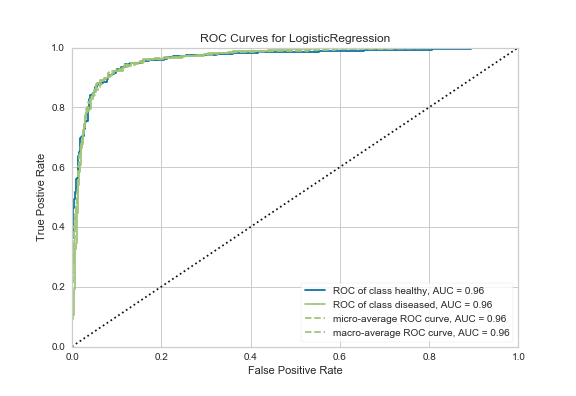 ROC Curves for LogisticRegression
1.0
0.8
0.6
0.4
0.2
0.0
True Postive Rate
0.0 0.2 0.4 0.6 0.8 1.0
False Positive Rate
ROC of class healthy, AUC = 0.96
ROC of class diseased, AUC = 0.96
micro-average ROC curve, AUC = 0.96
macro-average ROC curve, AUC = 0.96